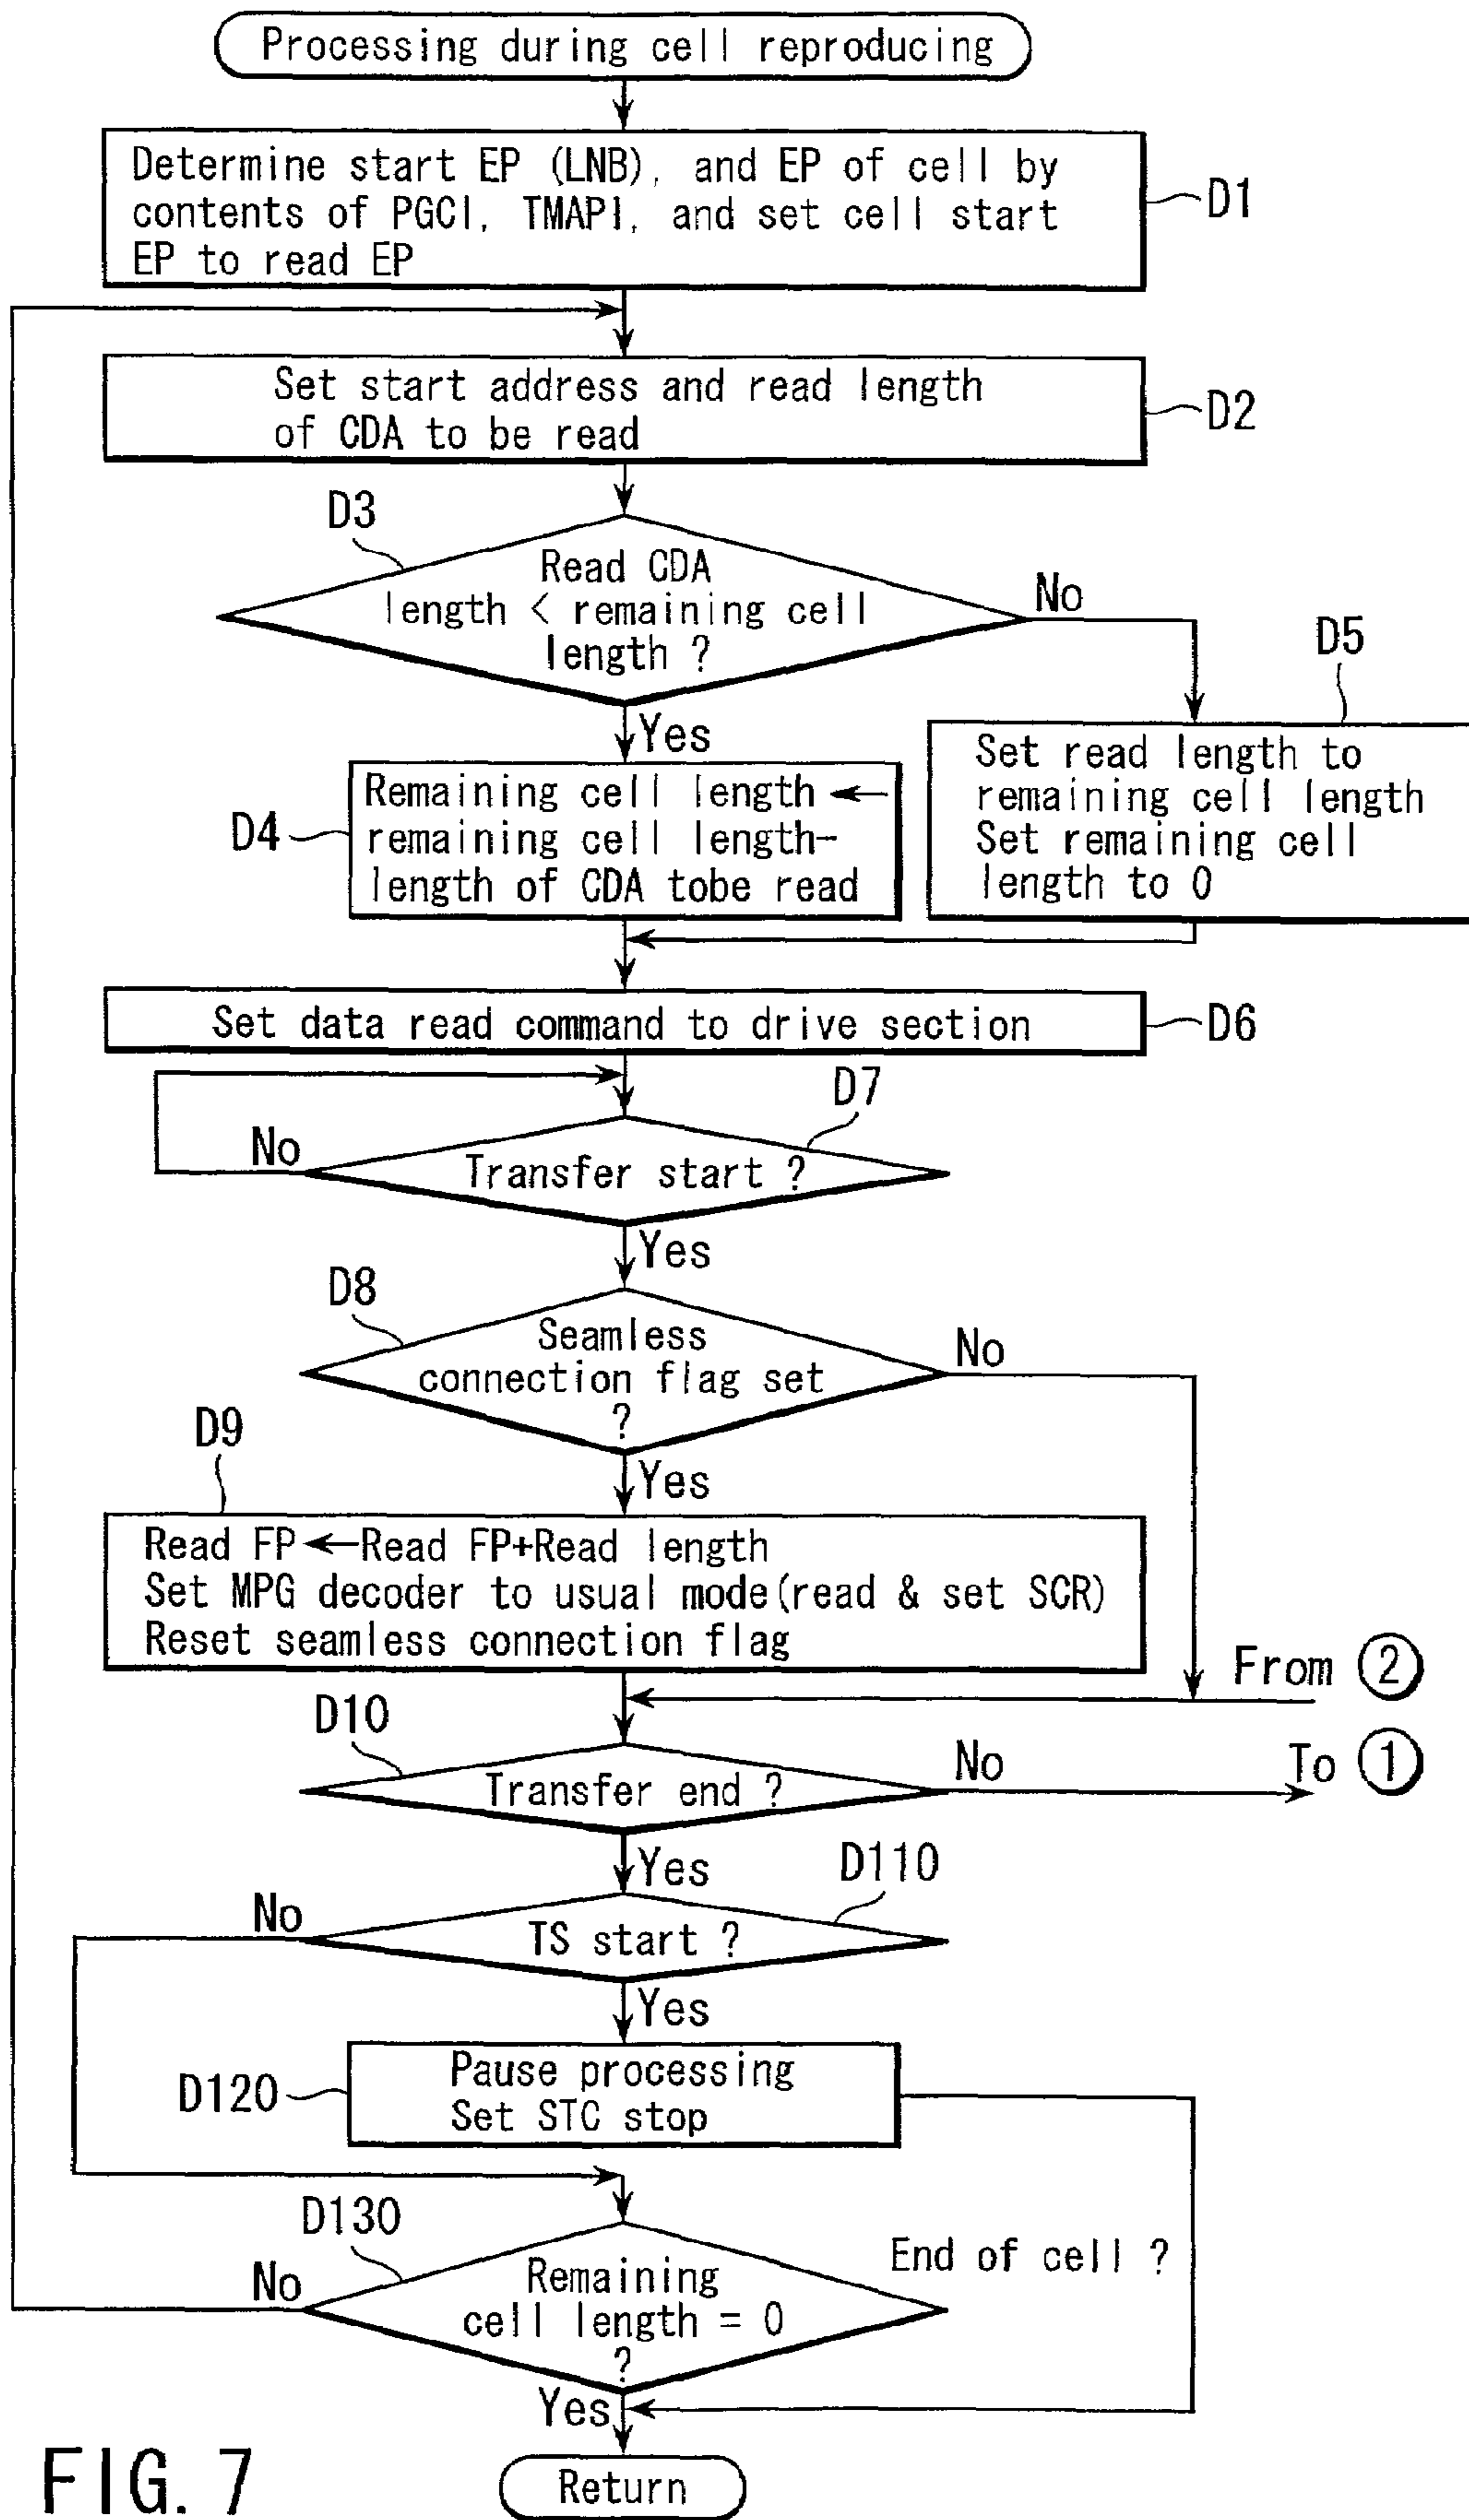 Processing during cell reproducing
Determine start EP (LNB), and EP of cell by
contents of PGCI, TMAPI, and set cell start
EP to read EP
D1
Set start address and read length
of CDA to be read
D2
D3
Read CDA
length < remaining cell
length ?
No
Yes
D5
Set read length to
remaining cell length
Set remaining cell
length to 0
D4
Remaining cell length ←
remaining cell length-
length of CDA tobe read
Set data read command to drive section
D6
D7
No
Transfer start ?
Yes
D8
Seamless
connection flag set
?
No
Yes
D9
Read FP←Read FP+Read length
Set MPG decoder to usual mode(read & set SCR)
Reset seamless connection flag
From ②
D10
Transfer end ?
No
To ①
Yes
D110
No
TS start ?
Yes
D120
Pause processing
Set STC stop
D130
No
Remaining
cell length = 0
?
End of cell ?
Yes
Return
FIG. 7